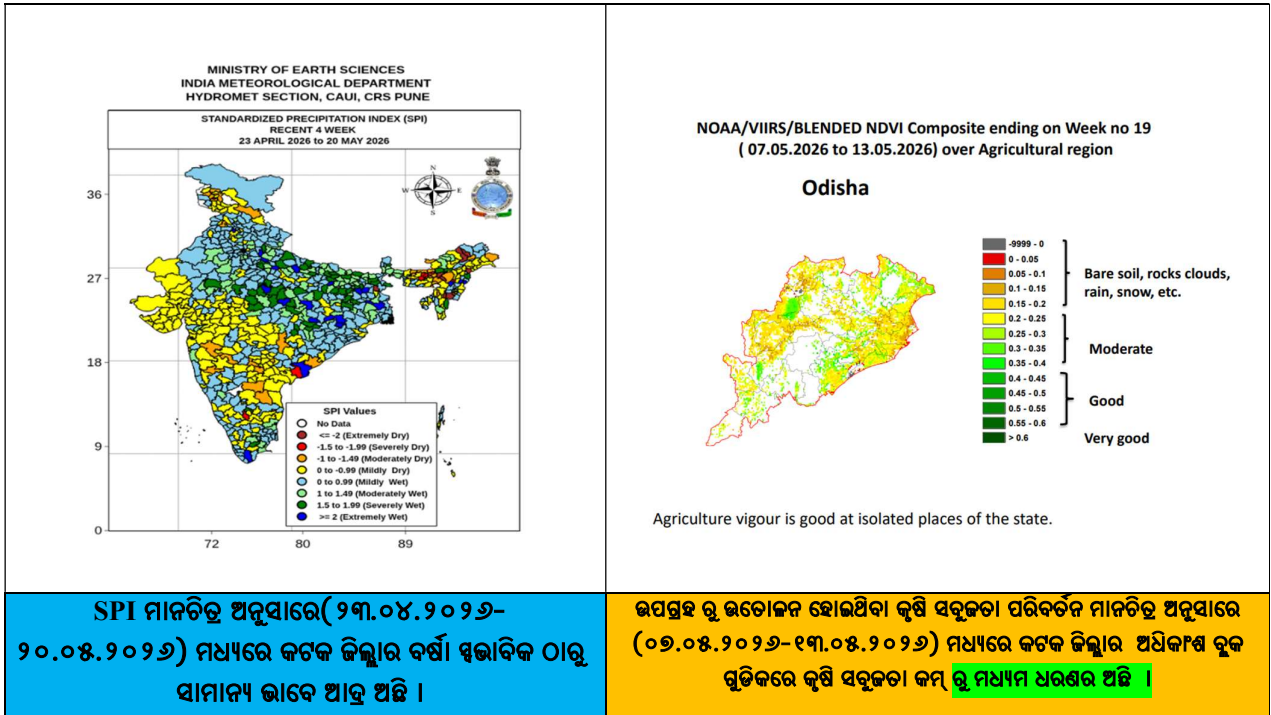 MINISTRY OF EARTH SCIENCES
INDIA METEOROLOGICAL DEPARTMENT
HYDROMET SECTION, CAUI, CRS PUNE
STANDARDIZED PRECIPITATION INDEX (SPI)
RECENT 4 WEEK
23 APRIL 2026 to 20 MAY 2026
N
W E
S
36
27
18
9
0
72 80 89
SPI Values
No Data
<= -2 (Extremely Dry)
-1.5 to -1.99 (Severely Dry)
-1 to -1.49 (Moderately Dry)
0 to -0.99 (Mildly Dry)
0 to 0.99 (Mildly Wet)
1 to 1.49 (Moderately Wet)
1.5 to 1.99 (Severely Wet)
>= 2 (Extremely Wet)
SPI ମାନଚିତ୍ର ଅନୁସାରେ(୨୩.୦୪.୨୦୨୬-
୨୦.୦୫.୨୦୨୬) ମଧ୍ୟରେ କଟକ ଜିଲ୍ଲାର ବର୍ଷା ସ୍ୱଭାବିକ ଠାରୁ
ସାମାନ୍ୟ ଭାବେ ଆଦ୍ର ଅଛି ।
NOAA/VIIRS/BLENDED NDVI Composite ending on Week no 19
( 07.05.2026 to 13.05.2026) over Agricultural region
Odisha
-9999 - 0
0 - 0.05
0.05 - 0.1
0.1 - 0.15
0.15 - 0.2
0.2 - 0.25
0.25 - 0.3
0.3 - 0.35
0.35 - 0.4
0.4 - 0.45
0.45 - 0.5
0.5 - 0.55
0.55 - 0.6
> 0.6
Bare soil, rocks clouds,
rain, snow, etc.
Moderate
Good
Very good
Agriculture vigour is good at isolated places of the state.
ଉପଗ୍ରହ ରୁ ଉତୋଳନ ହୋଇଥିବା କୃଷି ସବୁଜତା ପରିବର୍ତନ ମାନଚିତ୍ର ଅନୁସାରେ
(୦୭.୦୫.୨୦୨୬-୧୩.୦୫.୨୦୨୬) ମଧ୍ୟରେ କଟକ ଜିଲ୍ଲାର ଅଧିକାଂଶ ବ୍ଲକ
ଗୁଡିକରେ କୃଷି ସବୁଜତା କମ୍ ରୁ ମଧ୍ୟମ ଧରଣର ଅଛି ।